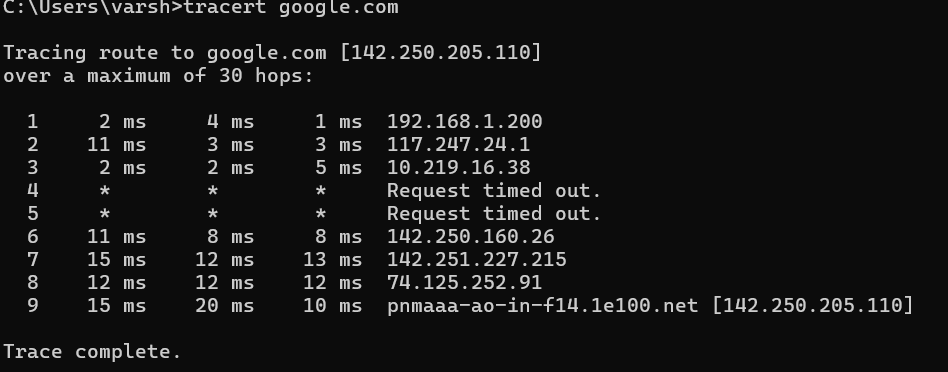 C:\Users\varsh>tracert google.com
Tracing route to google.com [142.250.205.110]
over a maximum of 30 hops:
1 2 ms 4 ms 1 ms 192.168.1.200
2 11 ms 3 ms 3 ms 117.247.24.1
3 2 ms 2 ms 5 ms 10.219.16.38
4 * * * Request timed out.
5 * * * Request timed out.
6 11 ms 8 ms 8 ms 142.250.160.26
7 15 ms 12 ms 13 ms 142.251.227.215
8 12 ms 12 ms 12 ms 74.125.252.91
9 15 ms 20 ms 10 ms pnmaaa-ao-in-f14.1e100.net [142.250.205.110]
Trace complete.